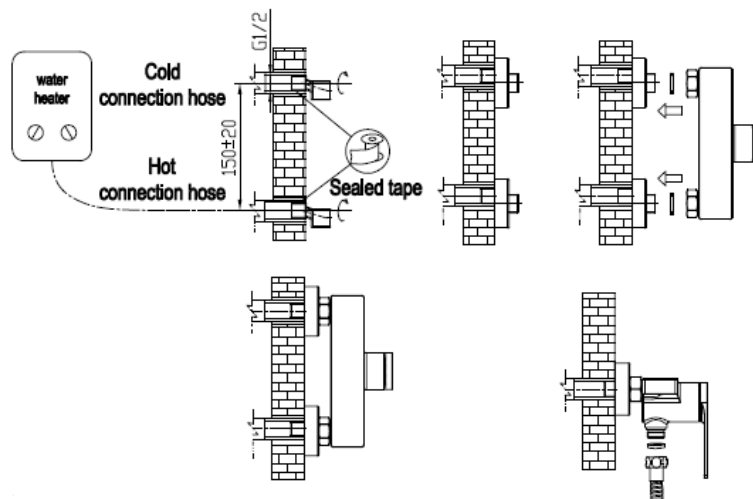 G1/2
water
heater
Cold
connection hose
150±20
Hot
connection hose
Sealed tape